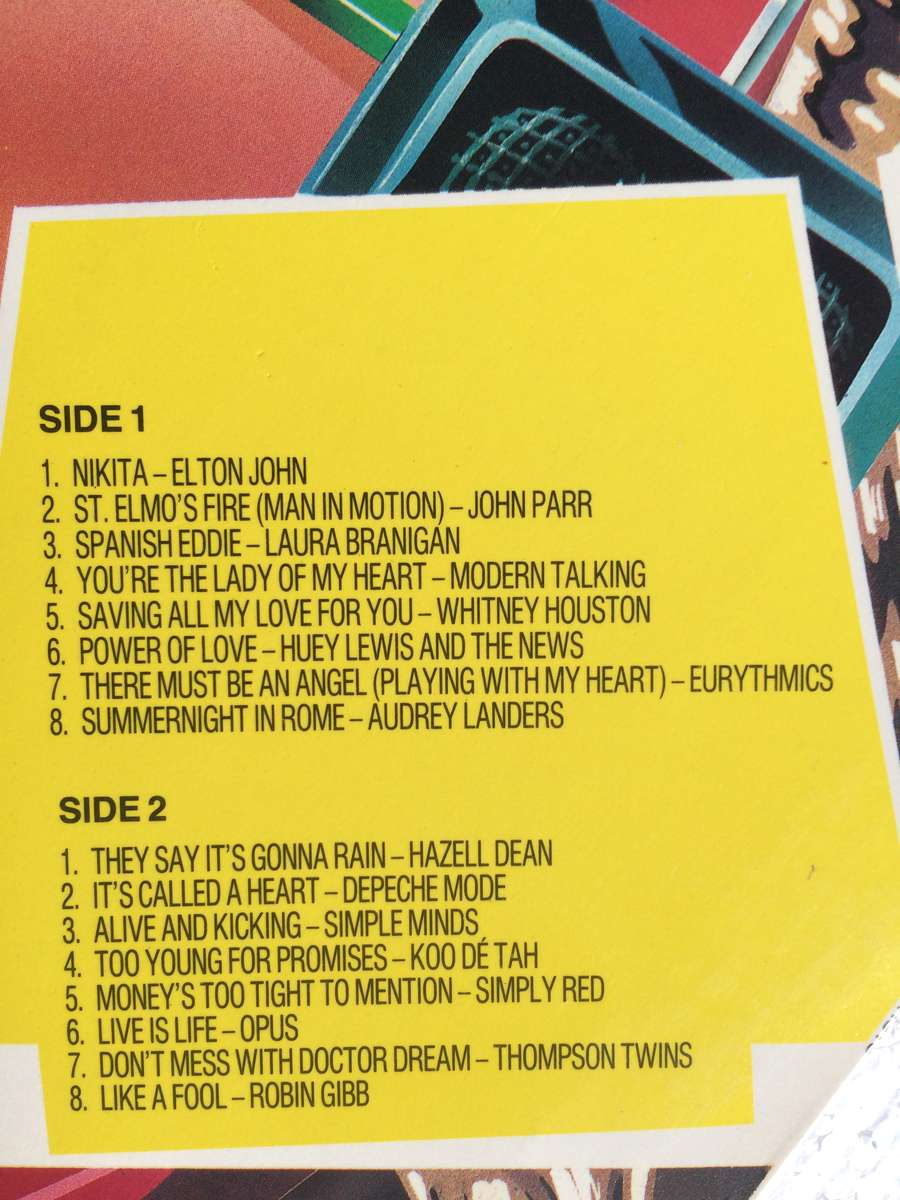 SIDE 1
1. NIKITA – ELTON JOHN
2. ST. ELMO'S FIRE (MAN IN MOTION) – JOHN PARR
3. SPANISH EDDIE – LAURA BRANIGAN
4. YOU'RE THE LADY OF MY HEART – MODERN TALKING
5. SAVING ALL MY LOVE FOR YOU – WHITNEY HOUSTON
6. POWER OF LOVE – HUEY LEWIS AND THE NEWS
7. THERE MUST BE AN ANGEL (PLAYING WITH MY HEART) – EURYTHMICS
8. SUMMERNIGHT IN ROME – AUDREY LANDERS
SIDE 2
1. THEY SAY IT'S GONNA RAIN – HAZELL DEAN
2. IT'S CALLED A HEART – DEPECHE MODE
3. ALIVE AND KICKING – SIMPLE MINDS
4. TOO YOUNG FOR PROMISES – KOO DÉ TAH
5. MONEY'S TOO TIGHT TO MENTION – SIMPLY RED
6. LIVE IS LIFE – OPUS
7. DON'T MESS WITH DOCTOR DREAM – THOMPSON TWINS
8. LIKE A FOOL – ROBIN GIBB